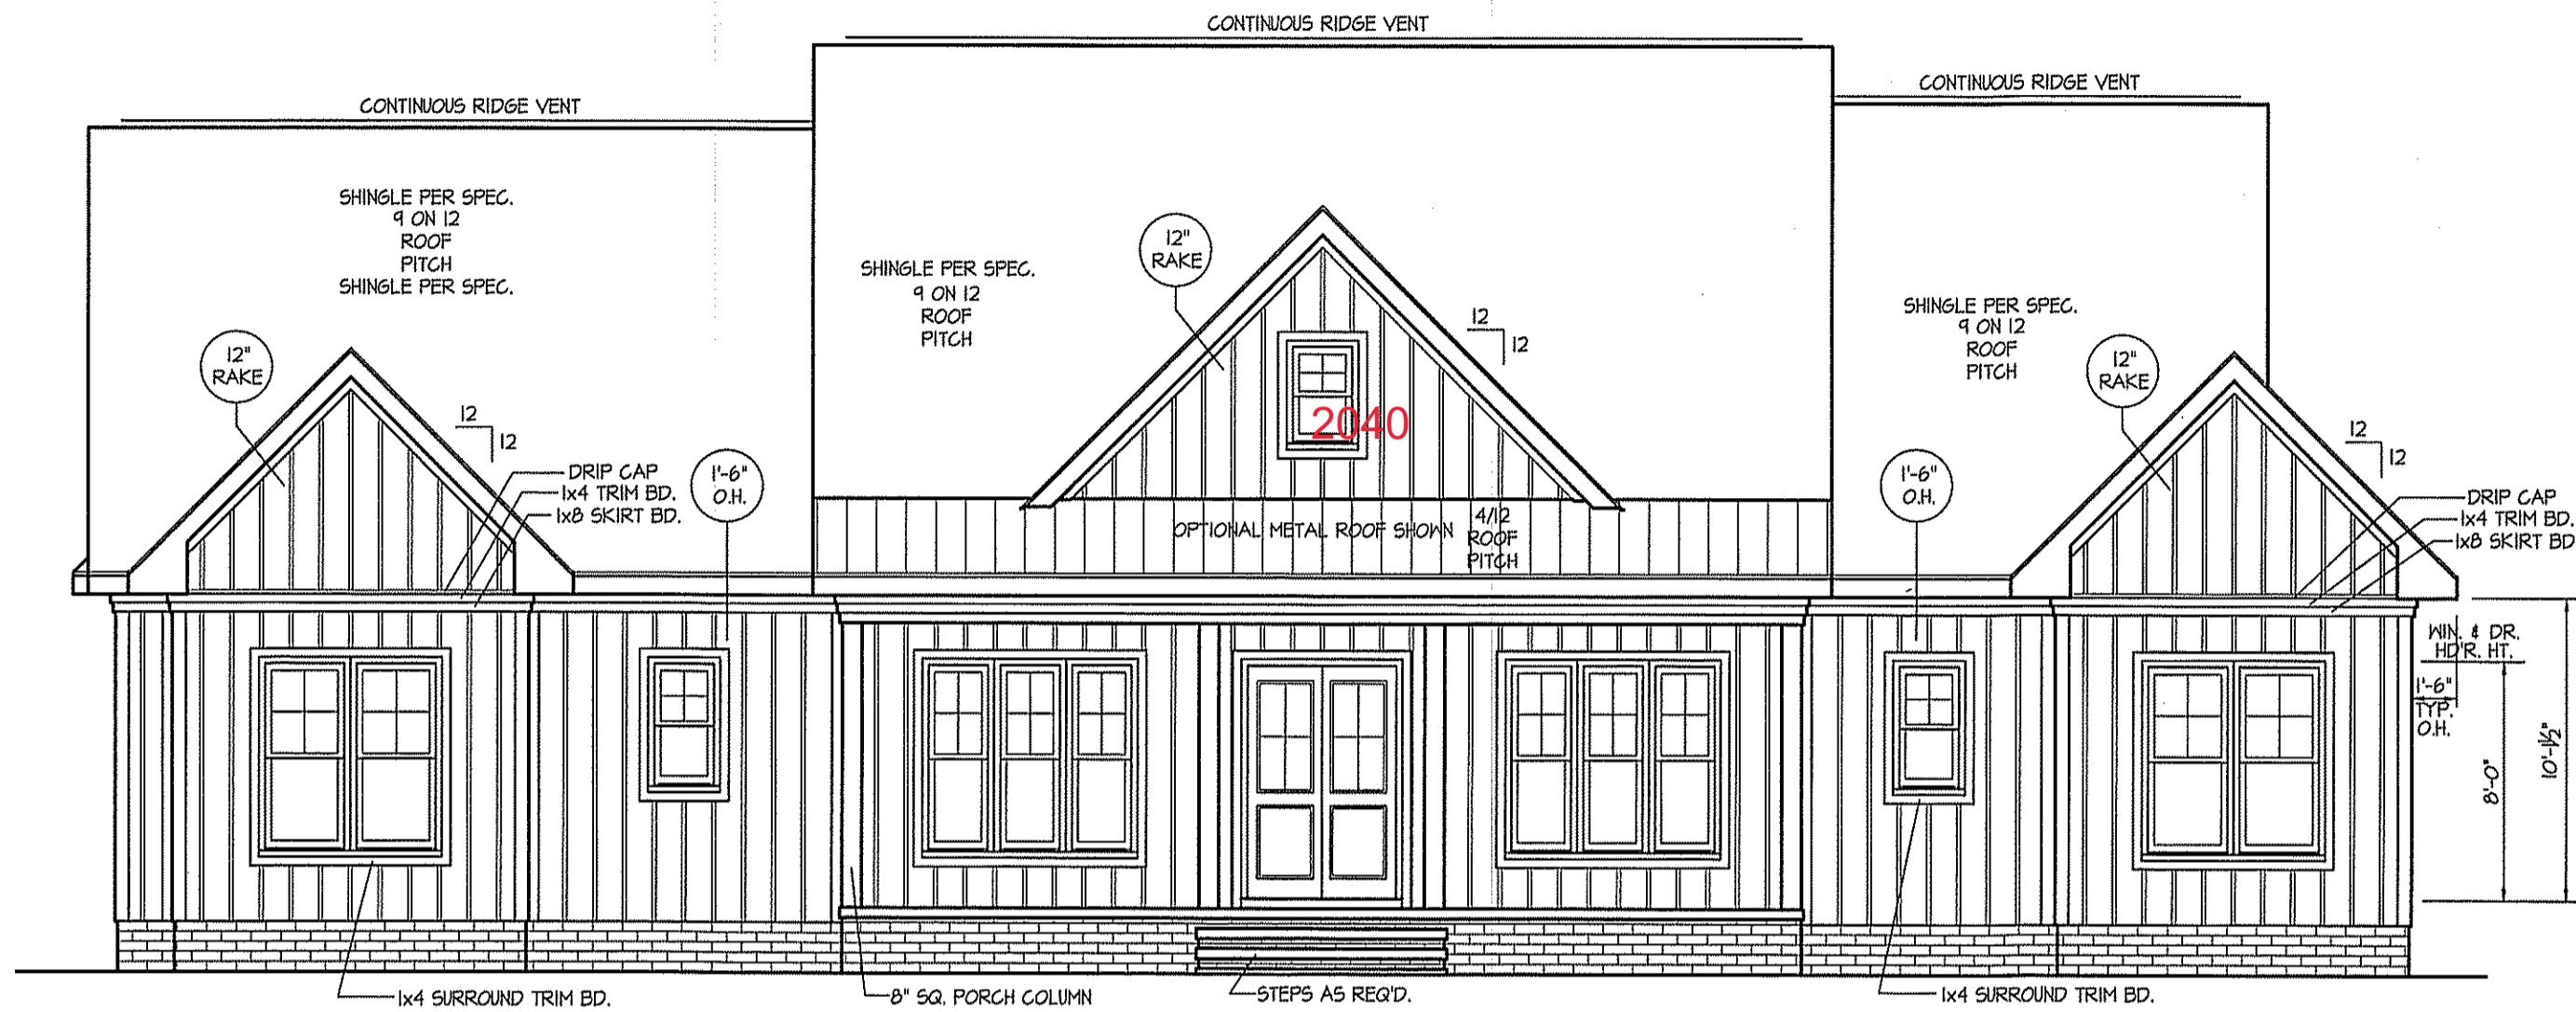 CONTINUOUS RIDGE VENT
CONTINUOUS RIDGE VENT
CONTINUOUS RIDGE VENT
SHINGLE PER SPEC.
9 ON 12
ROOF
PITCH
SHINGLE PER SPEC.
12"
RAKE
12
12
DRIP CAP
1x4 TRIM BD.
1x8 SKIRT BD.
1'-6"
O.H.
SHINGLE PER SPEC.
9 ON 12
ROOF
PITCH
12"
RAKE
12
12
2040
OPTIONAL METAL ROOF SHOWN
4/12
ROOF
PITCH
SHINGLE PER SPEC.
9 ON 12
ROOF
PITCH
12"
RAKE
12
12
1'-6"
O.H.
DRIP CAP
1x4 TRIM BD.
1x8 SKIRT BD
WIN. & DR.
HD'R. HT.
1'-6"
TYP.
O.H.
8'-0"
10'-1½"
1x4 SURROUND TRIM BD.
8" SQ. PORCH COLUMN
STEPS AS REQ'D.
1x4 SURROUND TRIM BD.